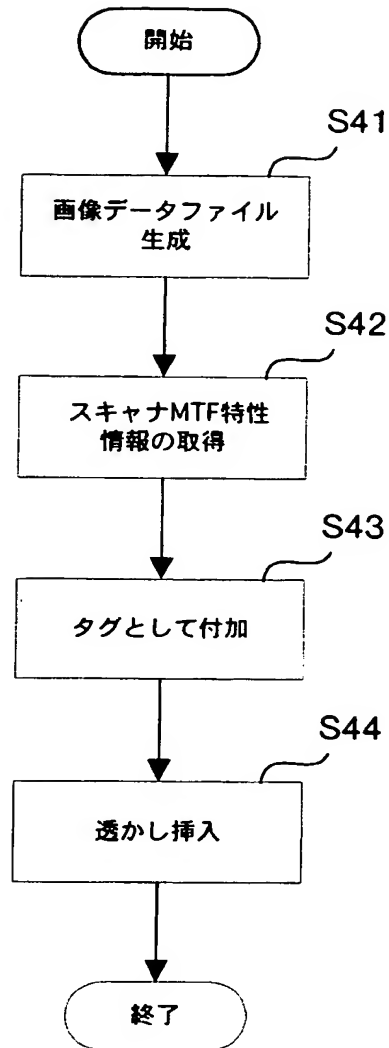 開始
S41
画像データファイル
生成
S42
スキャナMTF特性
情報の取得
S43
タグとして付加
S44
透かし挿入
終了